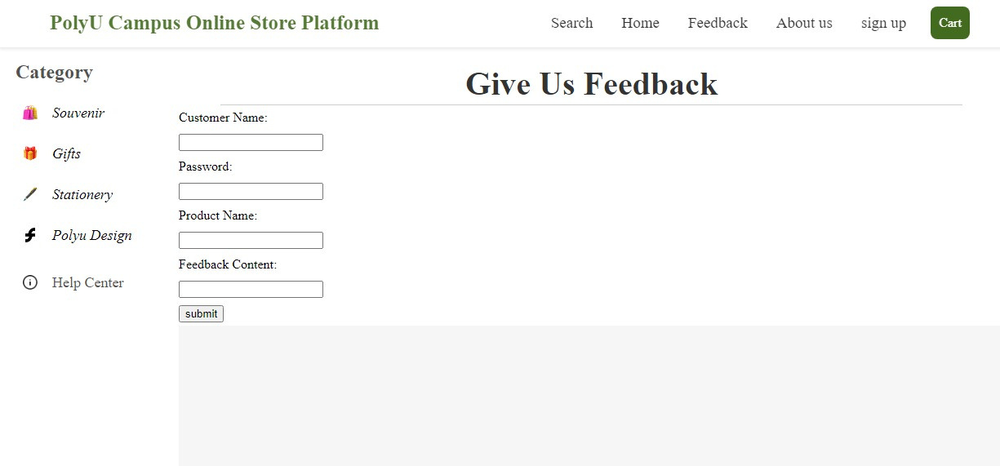 PolyU Campus Online Store Platform
Search Home Feedback About us sign up Cart
Category
Souvenir
Gifts
Stationery
Polyu Design
Help Center
Give Us Feedback
Customer Name:
Password:
Product Name:
Feedback Content:
submit